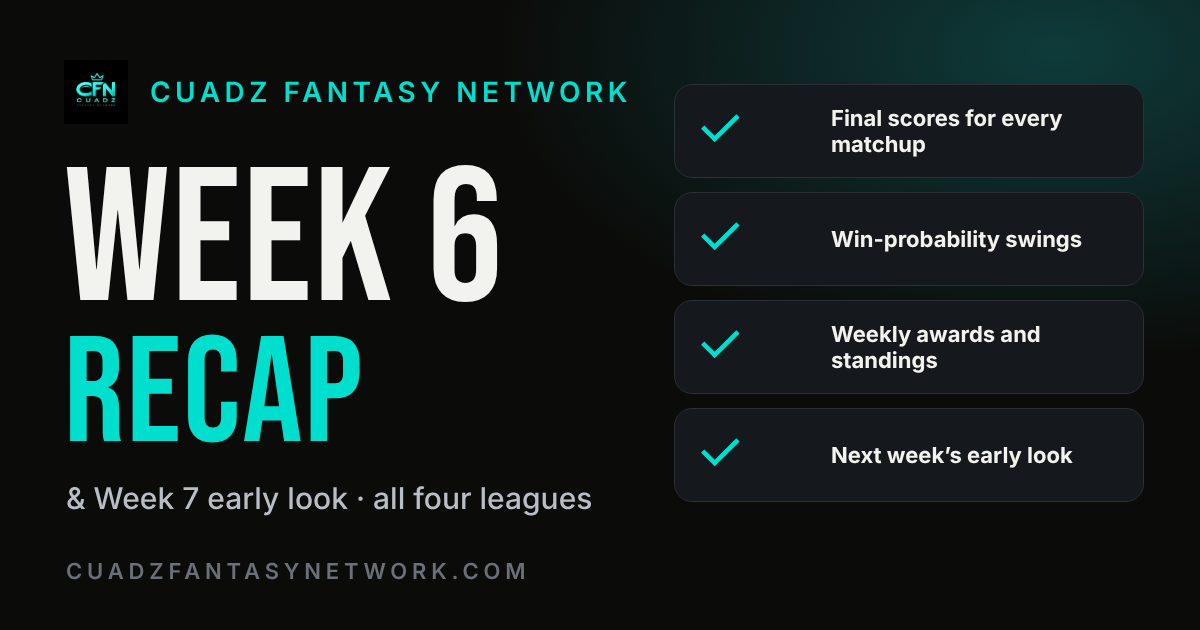 CFN
CUADZ
CUADZ FANTASY NETWORK
WEEK 6
RECAP
& Week 7 early look · all four leagues
CUADZFANTASYNETWORK.COM
Final scores for every
matchup
Win-probability swings
Weekly awards and
standings
Next week’s early look